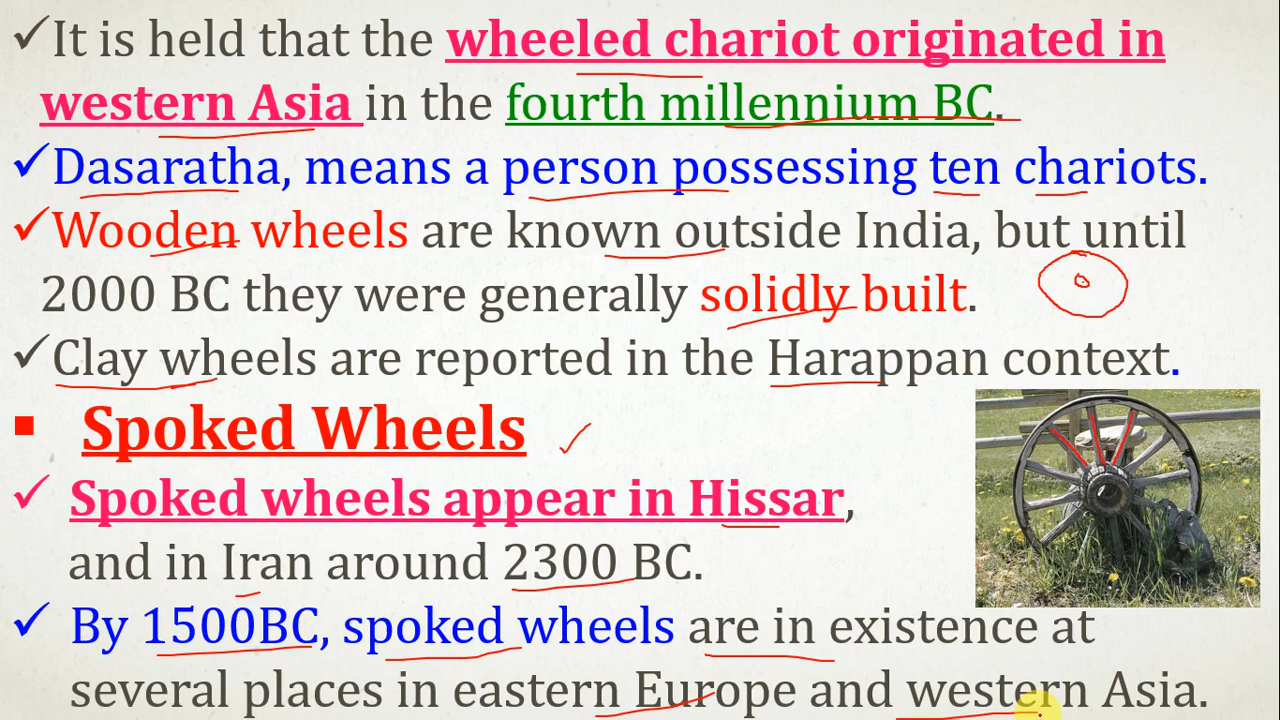 ✓It is held that the wheeled chariot originated in
western Asia in the fourth millennium BC.
✓Dasaratha, means a person possessing ten chariots.
✓Wooden wheels are known outside India, but until
2000 BC they were generally solidly built.
✓Clay wheels are reported in the Harappan context.
▪ Spoked Wheels
✓ Spoked wheels appear in Hissar,
and in Iran around 2300 BC.
✓ By 1500BC, spoked wheels are in existence at
several places in eastern Europe and western Asia.